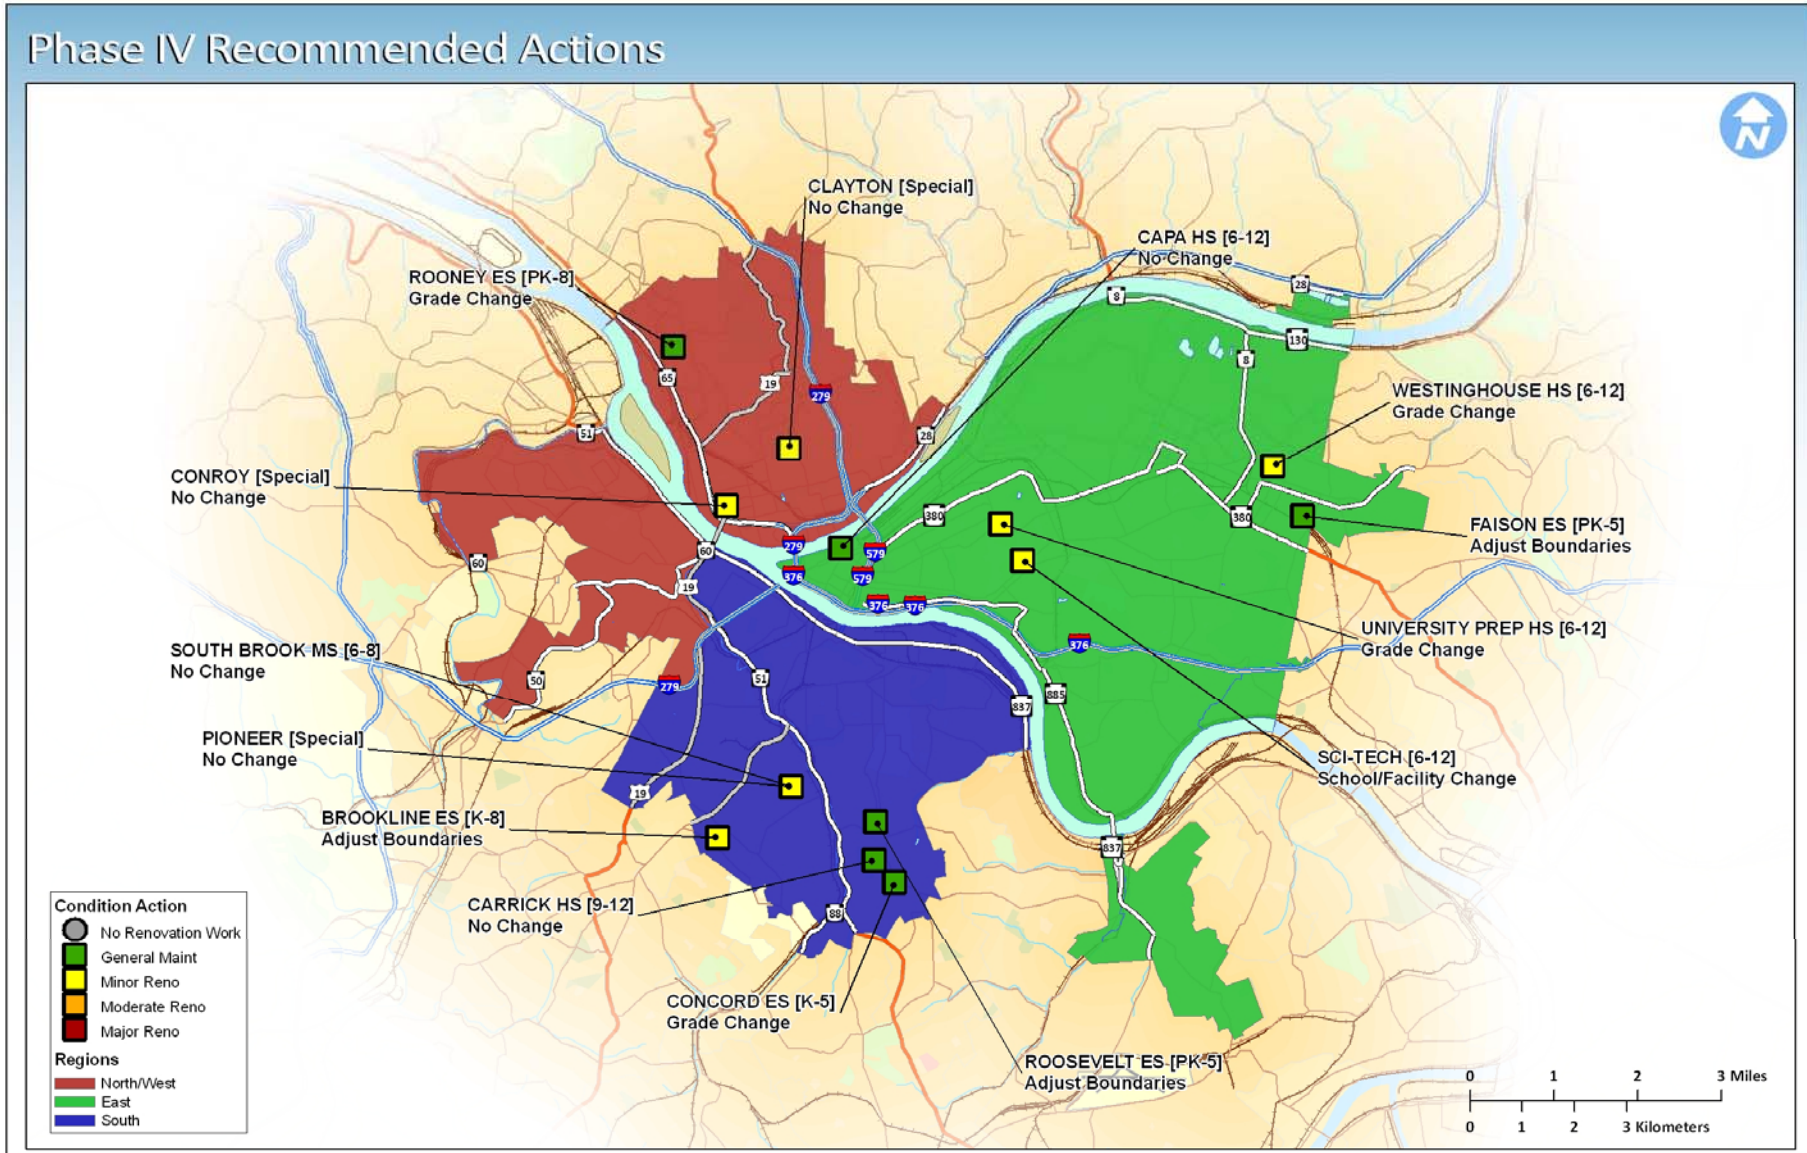 Phase IV Recommended Actions
N
CLAYTON [Special]
No Change
CAPA HS [6-12]
No Change
ROONEY ES [PK-8]
Grade Change
28
8
130
8
65
19
279
WESTINGHOUSE HS [6-12]
Grade Change
51
28
CONROY [Special]
No Change
380
380
FAISON ES [PK-5]
Adjust Boundaries
60
60
279
579
376
579
19
376
376
UNIVERSITY PREP HS [6-12]
Grade Change
376
SOUTH BROOK MS [6-8]
No Change
50
279
51
837
885
PIONEER [Special]
No Change
SCI-TECH [6-12]
School/Facility Change
19
BROOKLINE ES [K-8]
Adjust Boundaries
837
CARRICK HS [9-12]
No Change
88
CONCORD ES [K-5]
Grade Change
ROOSEVELT ES [PK-5]
Adjust Boundaries
Condition Action
No Renovation Work
General Maint
Minor Reno
Moderate Reno
Major Reno
Regions
North/West
East
South
0 1 2 3 Miles
0 1 2 3 Kilometers